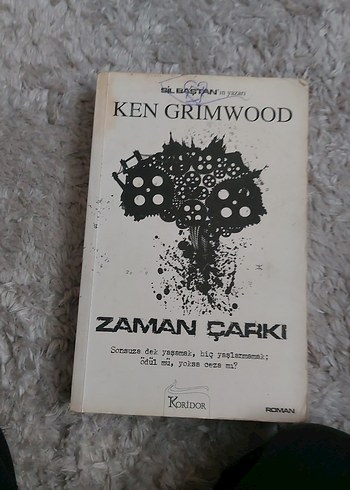 SİL BAŞTAN'ın yazarı
KEN GRIMWOOD
ZAMAN ÇARKI
Sonsuza dek yaşamak, hiç yaşlanmamak;
ödül mü, yoksa ceza mı?
KORİDOR
ROMAN